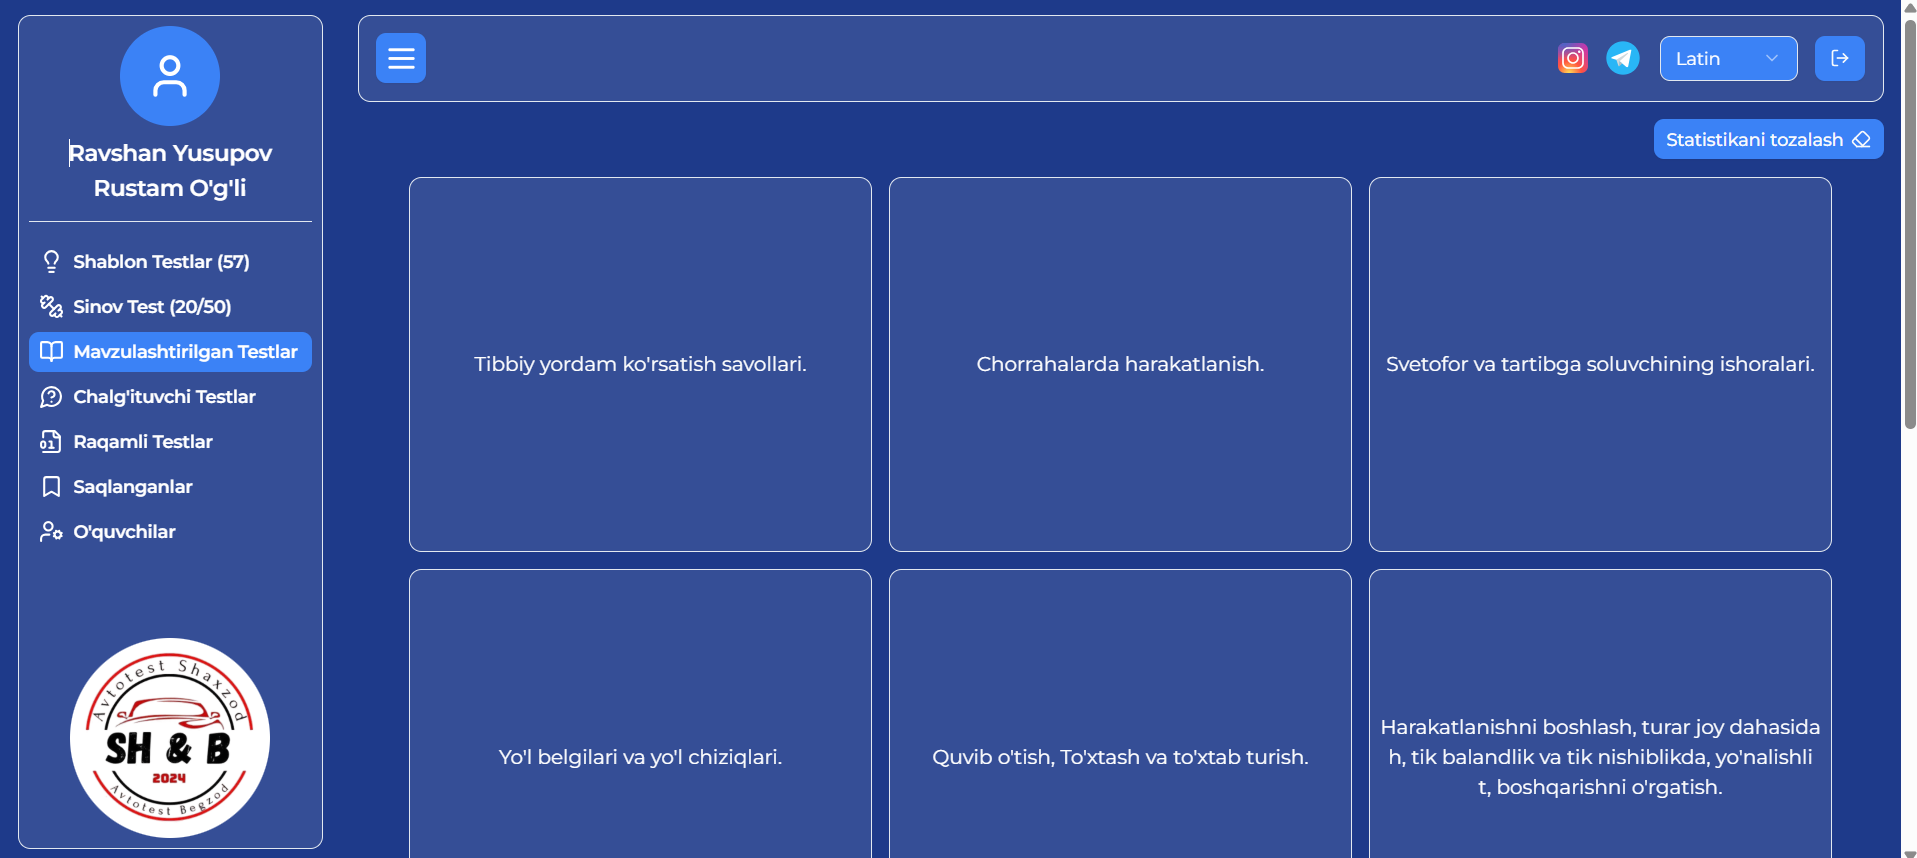 Ravshan Yusupov
Rustam O'g'li
Shablon Testlar (57)
Sinov Test (20/50)
Mavzulashtirilgan Testlar
Chalg'ituvchi Testlar
Raqamli Testlar
Saqlanganlar
O'quvchilar
Avtotest Shaxzod
SH & B
2024
Avtotest Begzod
Latin
Statistikani tozalash
Tibbiy yordam ko'rsatish savollari.
Chorrahalarda harakatlanish.
Svetofor va tartibga soluvchining ishoralari.
Yo'l belgilari va yo'l chiziqlari.
Quvib o'tish, To'xtash va to'xtab turish.
Harakatlanishni boshlash, turar joy dahasida
h, tik balandlik va tik nishiblikda, yo'nalishli
t, boshqarishni o'rgatish.